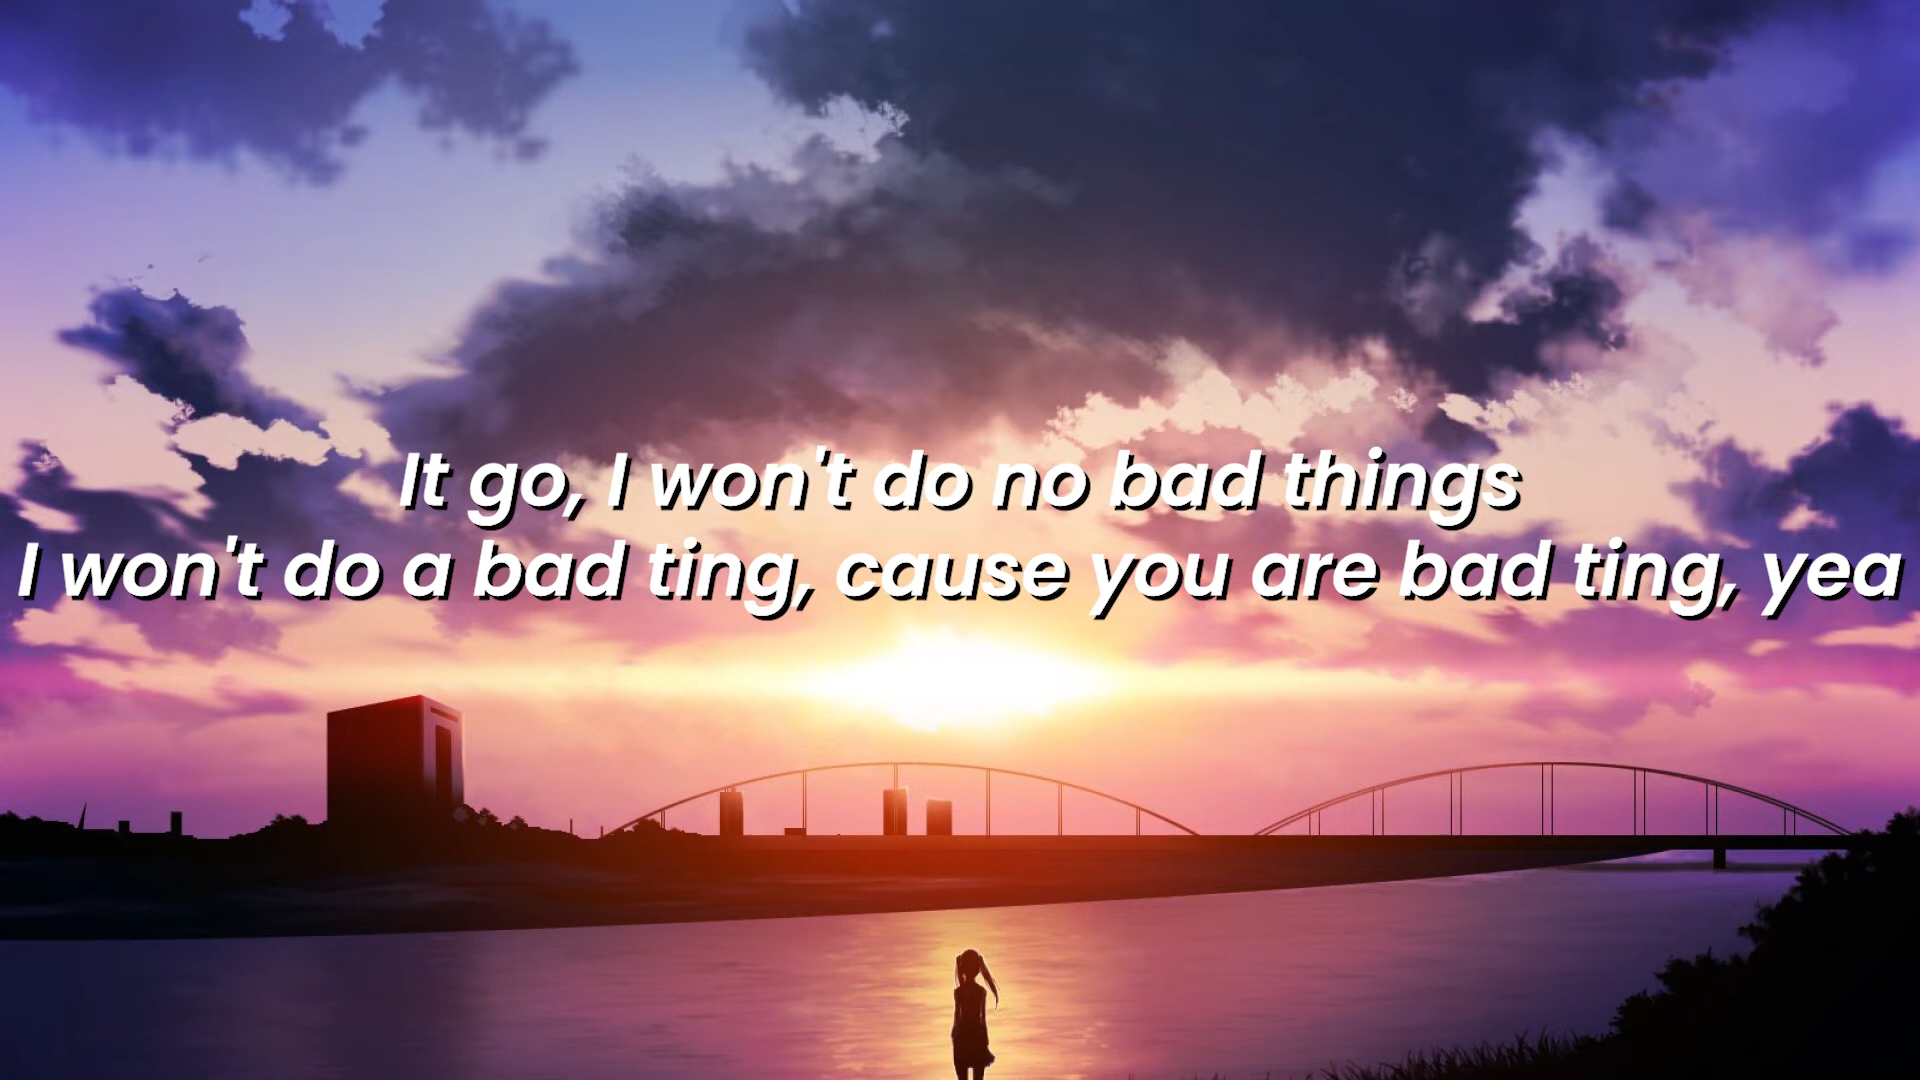 It go, I won't do no bad things
I won't do a bad ting, cause you are bad ting, yea